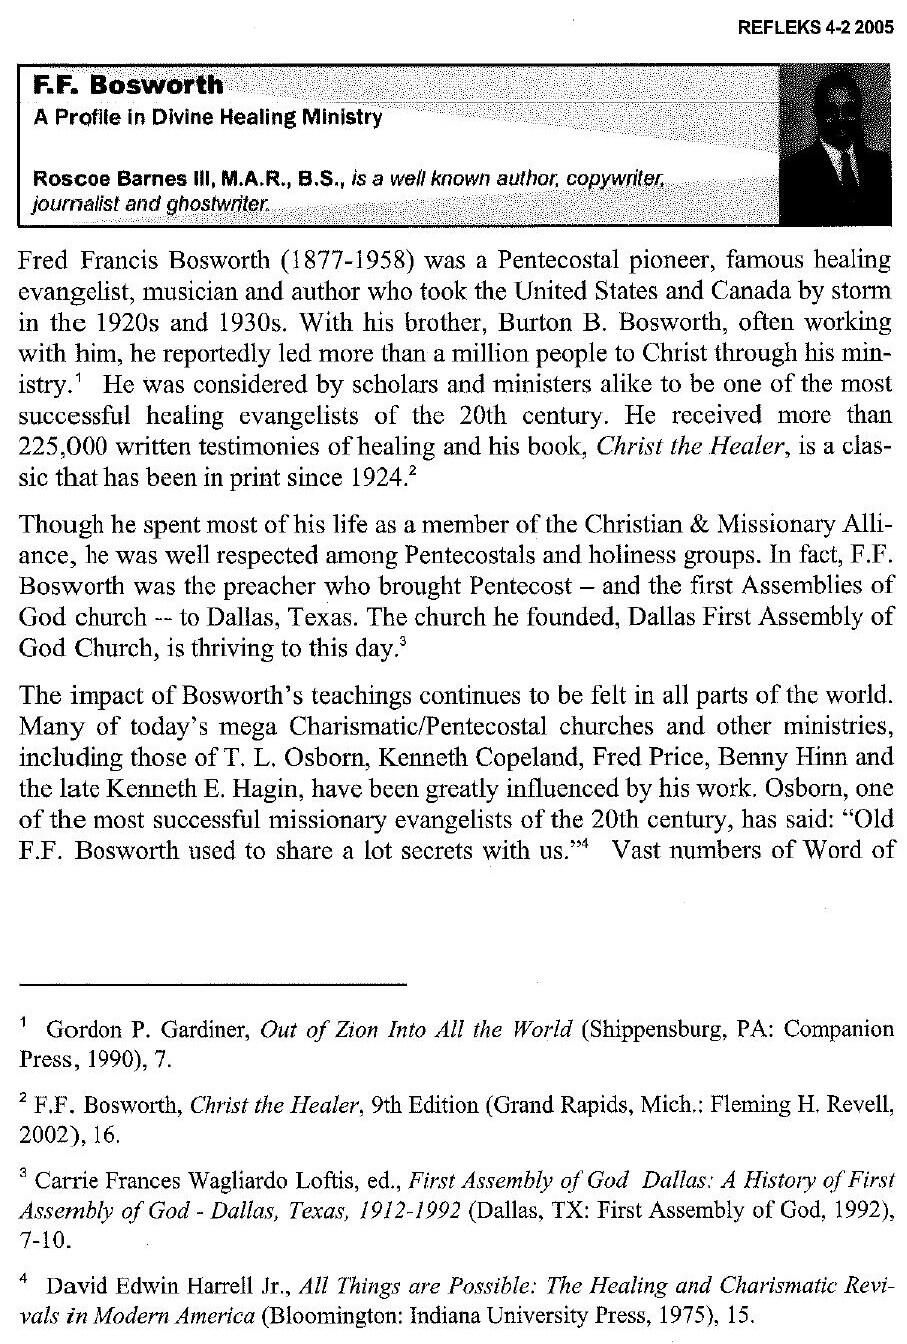 REFLEKS 4-2 2005
F.F. Bosworth
A Profile in Divine Healing Ministry
Roscoe Barnes III, M.A.R., B.S., is a well known author, copywriter,
journalist and ghostwriter.
Fred Francis Bosworth (1877-1958) was a Pentecostal pioneer, famous healing
evangelist, musician and author who took the United States and Canada by storm
in the 1920s and 1930s. With his brother, Burton B. Bosworth, often working
with him, he reportedly led more than a million people to Christ through his min-
istry.¹ He was considered by scholars and ministers alike to be one of the most
successful healing evangelists of the 20th century. He received more than
225,000 written testimonies of healing and his book, Christ the Healer, is a clas-
sic that has been in print since 1924.²
Though he spent most of his life as a member of the Christian & Missionary Alli-
ance, he was well respected among Pentecostals and holiness groups. In fact, F.F.
Bosworth was the preacher who brought Pentecost – and the first Assemblies of
God church -- to Dallas, Texas. The church he founded, Dallas First Assembly of
God Church, is thriving to this day.³
The impact of Bosworth's teachings continues to be felt in all parts of the world.
Many of today's mega Charismatic/Pentecostal churches and other ministries,
including those of T. L. Osborn, Kenneth Copeland, Fred Price, Benny Hinn and
the late Kenneth E. Hagin, have been greatly influenced by his work. Osborn, one
of the most successful missionary evangelists of the 20th century, has said: "Old
F.F. Bosworth used to share a lot secrets with us."⁴ Vast numbers of Word of
¹ Gordon P. Gardiner, Out of Zion Into All the World (Shippensburg, PA: Companion
Press, 1990), 7.
² F.F. Bosworth, Christ the Healer, 9th Edition (Grand Rapids, Mich.: Fleming H. Revell,
2002), 16.
³ Carrie Frances Wagliardo Loftis, ed., First Assembly of God Dallas: A History of First
Assembly of God - Dallas, Texas, 1912-1992 (Dallas, TX: First Assembly of God, 1992),
7-10.
⁴ David Edwin Harrell Jr., All Things are Possible: The Healing and Charismatic Revi-
vals in Modern America (Bloomington: Indiana University Press, 1975), 15.